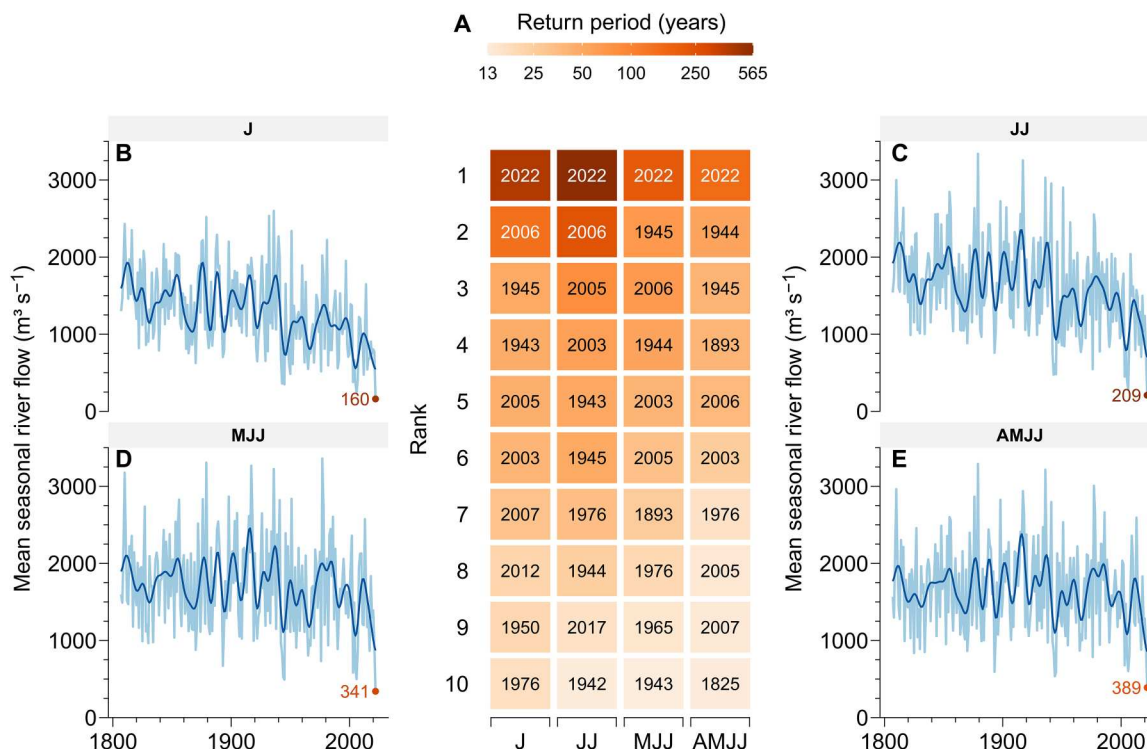 A Return period (years)
13 25 50 100 250 565
J
B
3000
2000
1000
0
160
Mean seasonal river flow (m³ s⁻¹)
MJJ
D
3000
2000
1000
0
341
1800 1900 2000
Rank
1 2022 2022 2022 2022
2 2006 2006 1945 1944
3 1945 2005 2006 1945
4 1943 2003 1944 1893
5 2005 1943 2003 2006
6 2003 1945 2005 2003
7 2007 1976 1893 1976
8 2012 1944 1976 2005
9 1950 2017 1965 2007
10 1976 1942 1943 1825
J JJ MJJ AMJJ
JJ
C
3000
2000
1000
0
209
Mean seasonal river flow (m³ s⁻¹)
AMJJ
E
3000
2000
1000
0
389
1800 1900 2000